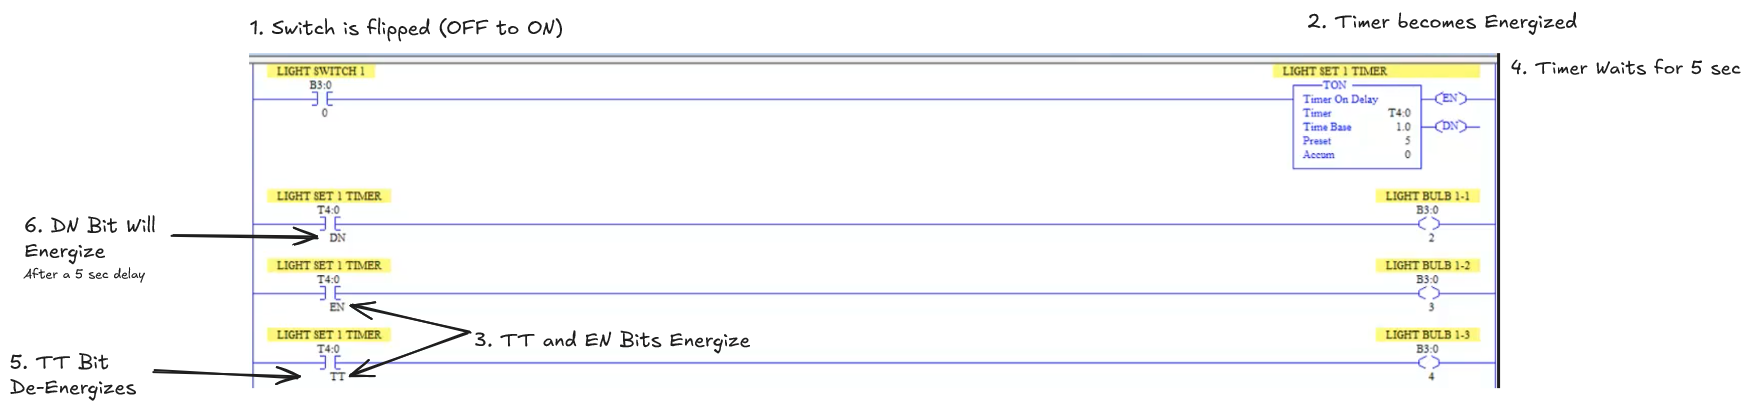 1. Switch is flipped (OFF to ON)
2. Timer becomes Energized
4. Timer Waits for 5 sec
LIGHT SWITCH 1
B3:0
0
LIGHT SET 1 TIMER
TON
Timer On Delay
Timer T4:0
Time Base 1.0
Preset 5
Accum 0
EN
DN
LIGHT SET 1 TIMER
T4:0
DN
LIGHT BULB 1-1
B3:0
2
6. DN Bit Will
Energize
After a 5 sec delay
LIGHT SET 1 TIMER
T4:0
EN
LIGHT BULB 1-2
B3:0
3
3. TT and EN Bits Energize
LIGHT SET 1 TIMER
T4:0
TT
LIGHT BULB 1-3
B3:0
4
5. TT Bit
De-Energizes